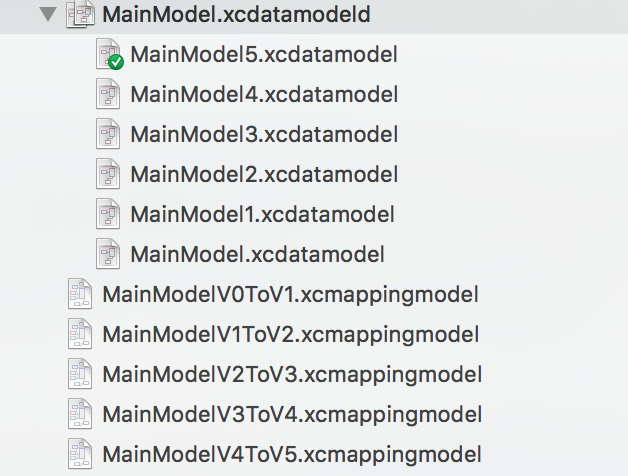 MainModel.xcdatamodeld
MainModel5.xcdatamodel
MainModel4.xcdatamodel
MainModel3.xcdatamodel
MainModel2.xcdatamodel
MainModel1.xcdatamodel
MainModel.xcdatamodel
MainModelV0ToV1.xcmappingmodel
MainModelV1ToV2.xcmappingmodel
MainModelV2ToV3.xcmappingmodel
MainModelV3ToV4.xcmappingmodel
MainModelV4ToV5.xcmappingmodel